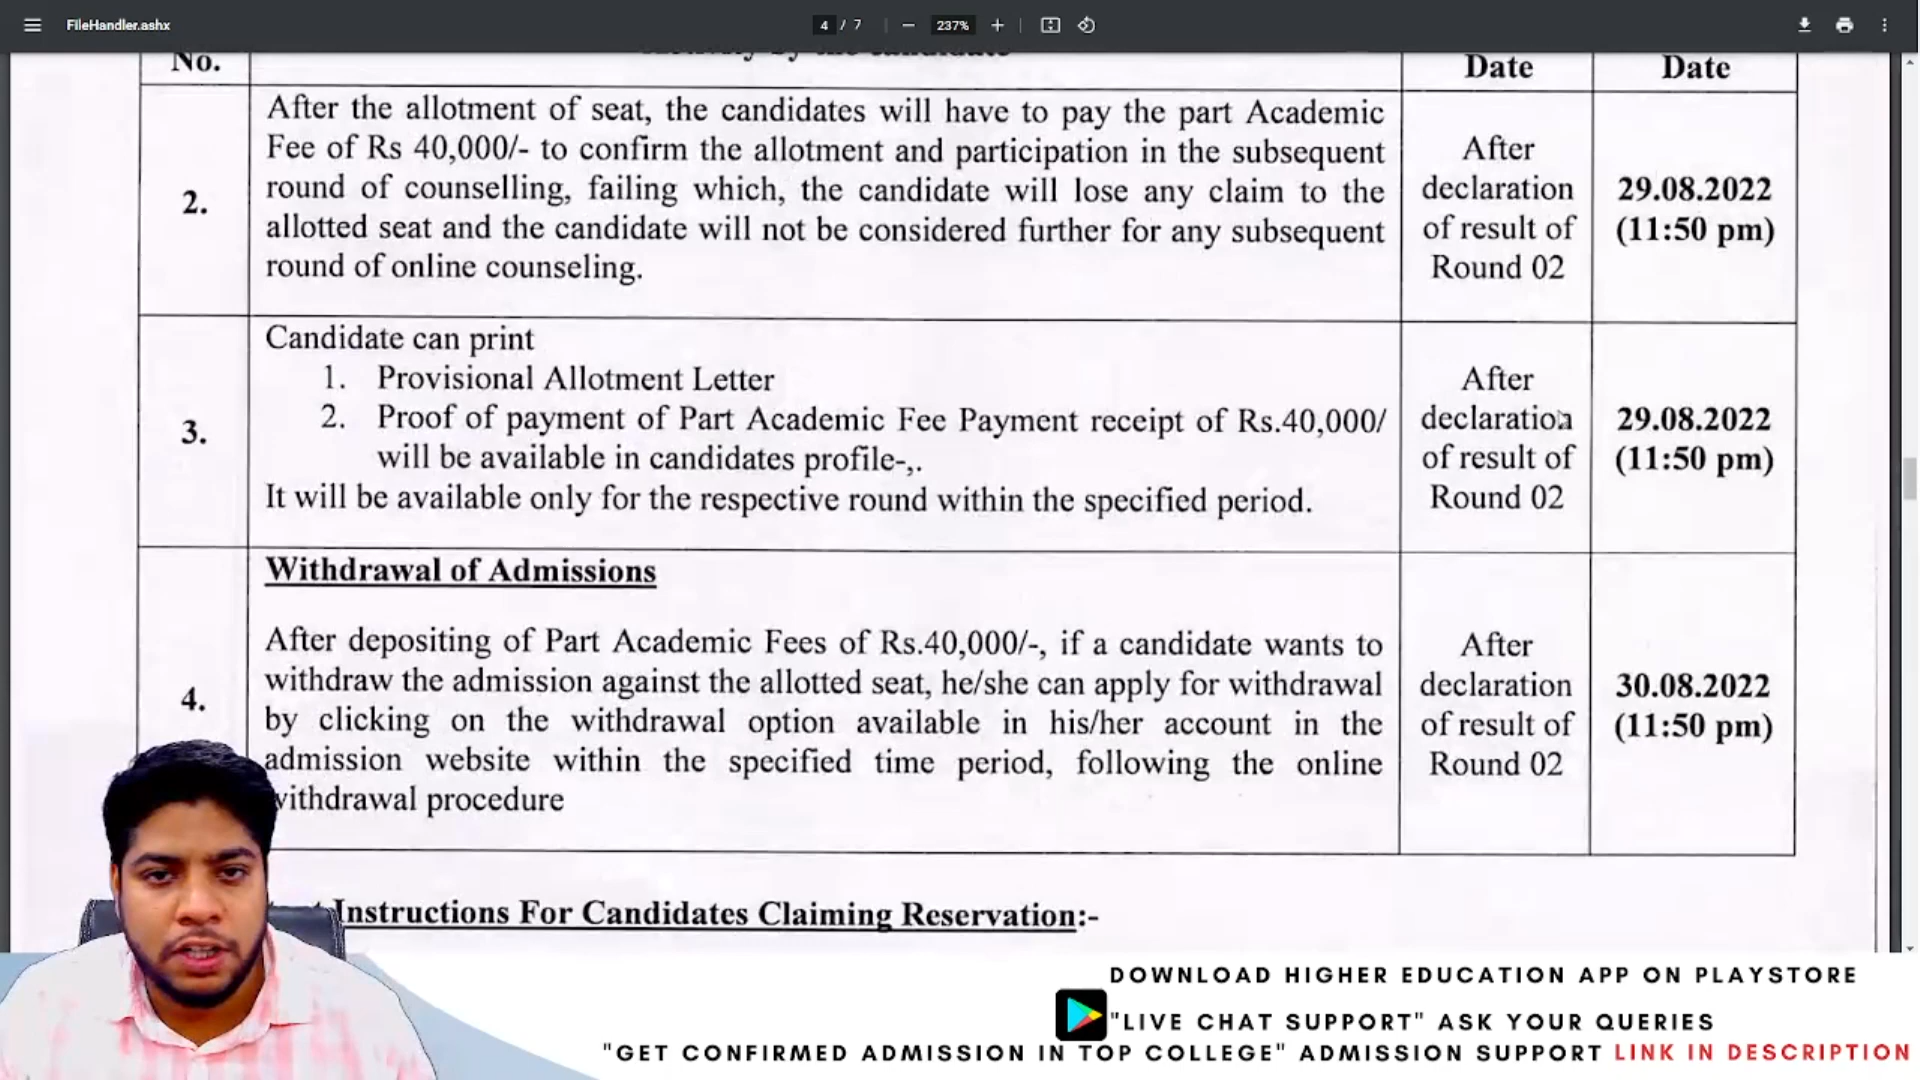 FileHandler.ashx
4 / 7
237%
No.
by the candidate
Date
Date
2.
After the allotment of seat, the candidates will have to pay the part Academic
Fee of Rs 40,000/- to confirm the allotment and participation in the subsequent
round of counselling, failing which, the candidate will lose any claim to the
allotted seat and the candidate will not be considered further for any subsequent
round of online counseling.
After
declaration
of result of
Round 02
29.08.2022
(11:50 pm)
3.
Candidate can print
1. Provisional Allotment Letter
2. Proof of payment of Part Academic Fee Payment receipt of Rs.40,000/
will be available in candidates profile-,.
It will be available only for the respective round within the specified period.
After
declaration
of result of
Round 02
29.08.2022
(11:50 pm)
4.
Withdrawal of Admissions
After depositing of Part Academic Fees of Rs.40,000/-, if a candidate wants to
withdraw the admission against the allotted seat, he/she can apply for withdrawal
by clicking on the withdrawal option available in his/her account in the
admission website within the specified time period, following the online
withdrawal procedure
After
declaration
of result of
Round 02
30.08.2022
(11:50 pm)
Instructions For Candidates Claiming Reservation:-
DOWNLOAD HIGHER EDUCATION APP ON PLAYSTORE
"LIVE CHAT SUPPORT" ASK YOUR QUERIES
"GET CONFIRMED ADMISSION IN TOP COLLEGE" ADMISSION SUPPORT LINK IN DESCRIPTION